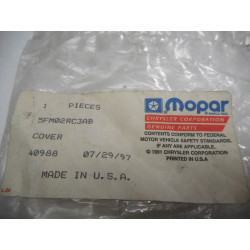 1 PIECES
5FM02RC3AB
COVER
40988 07/29/97
MADE IN U.S.A.
Mopar
CHRYSLER CORPORATION
GENUINE PARTS
CONTENTS CONFORM TO FEDERAL
MOTOR VEHICLE SAFETY STANDARDS
IF ANY ARE APPLICABLE
© 1991 CHRYSLER CORPORATION
PRINTED IN U.S.A